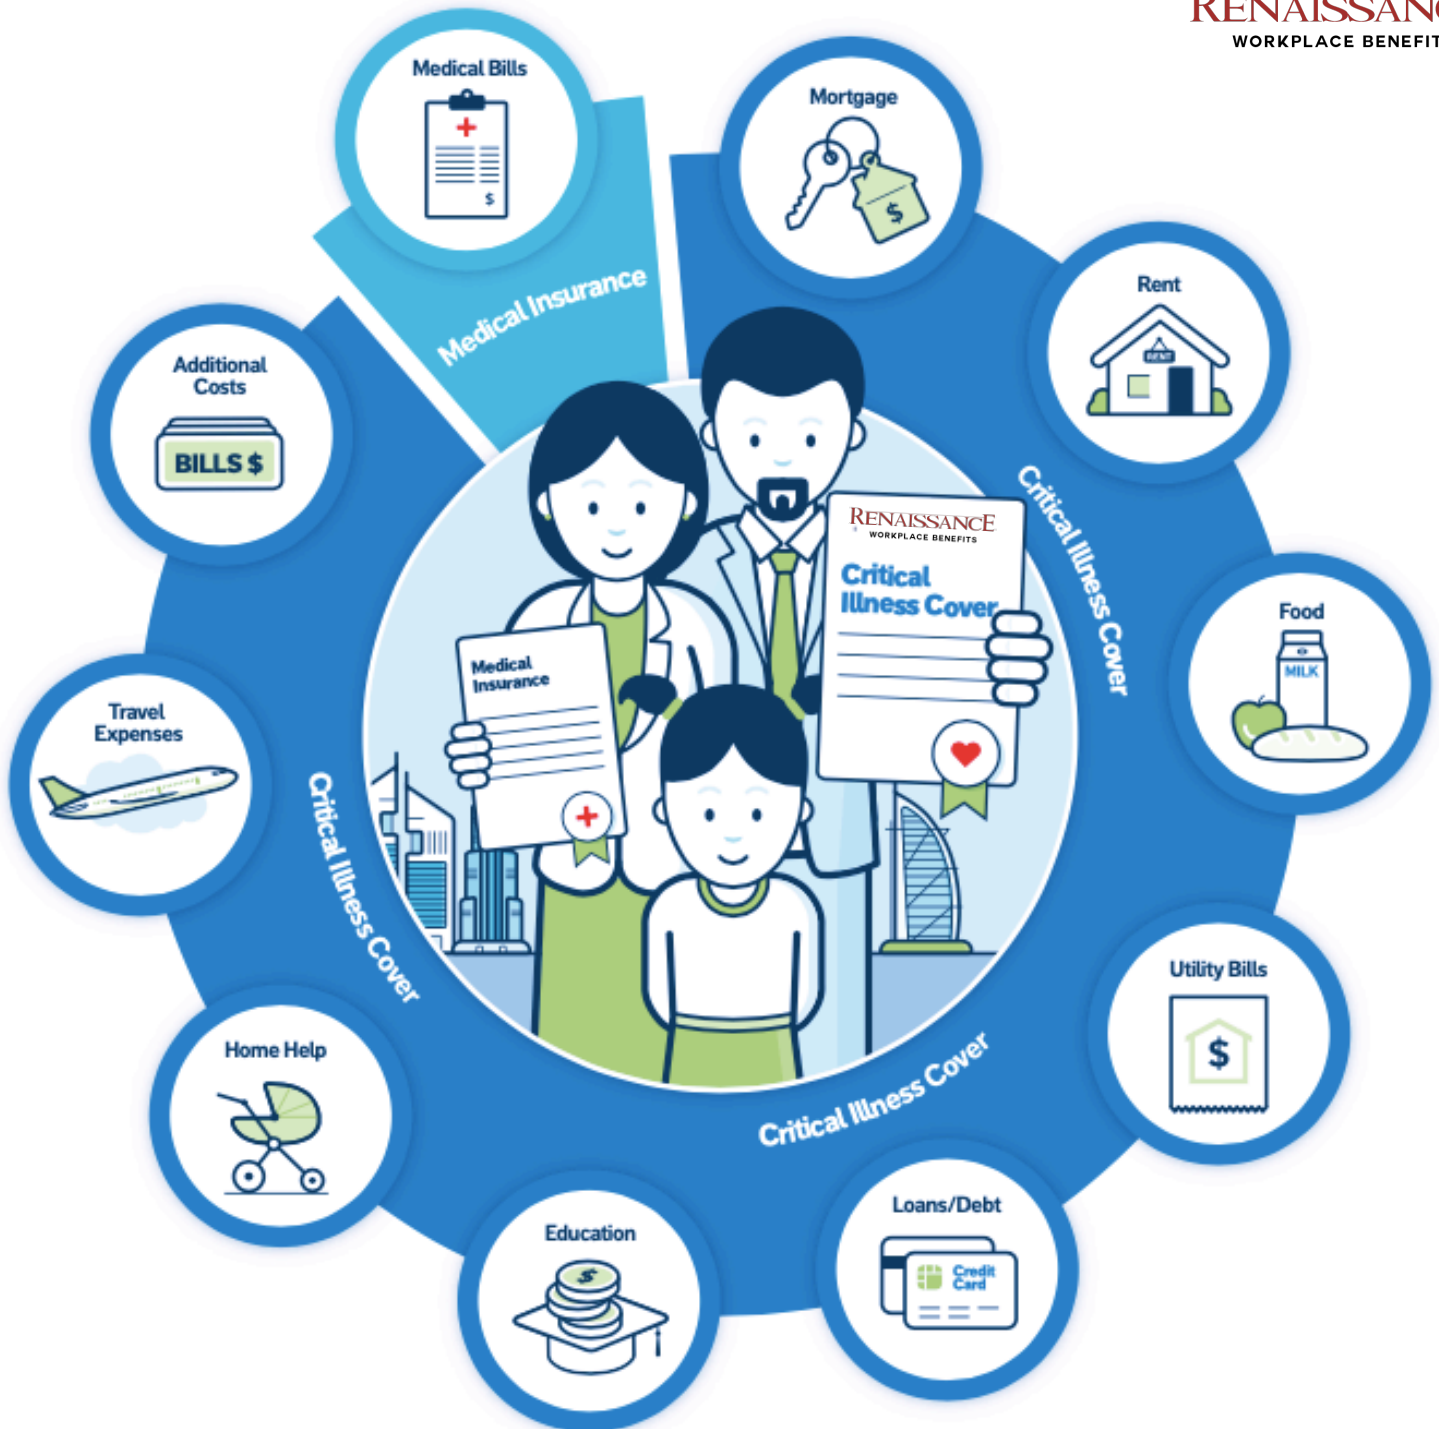 RENAISSANC
WORKPLACE BENEFIT
Medical Bills
$
Medical Insurance
Mortgage
$
Rent
RENT
Food
MILK
Utility Bills
$
Loans/Debt
Credit
Card
Education
$
Home Help
Travel
Expenses
Additional
Costs
BILLS $
Critical Illness Cover
Critical Illness Cover
Critical Illness Cover
RENAISSANCE
WORKPLACE BENEFITS
Critical
Illness Cover
Medical
Insurance